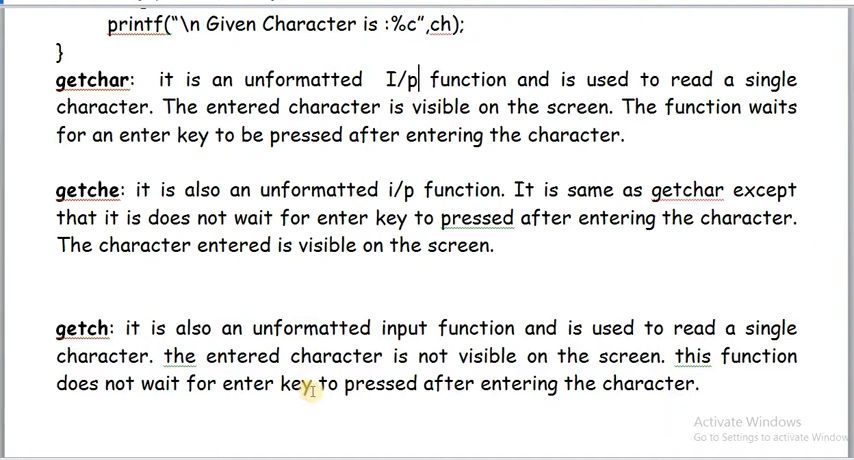 printf(“\n Given Character is :%c”,ch);
}
getchar: it is an unformatted I/p function and is used to read a single
character. The entered character is visible on the screen. The function waits
for an enter key to be pressed after entering the character.
getche: it is also an unformatted i/p function. It is same as getchar except
that it is does not wait for enter key to pressed after entering the character.
The character entered is visible on the screen.
getch: it is also an unformatted input function and is used to read a single
character. the entered character is not visible on the screen. this function
does not wait for enter key to pressed after entering the character.
Activate Windows
Go to Settings to activate Window